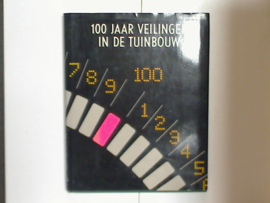 100 JAAR VEILINGEN
IN DE TUINBOUW
7 8 9 100 1 2 3 4 5